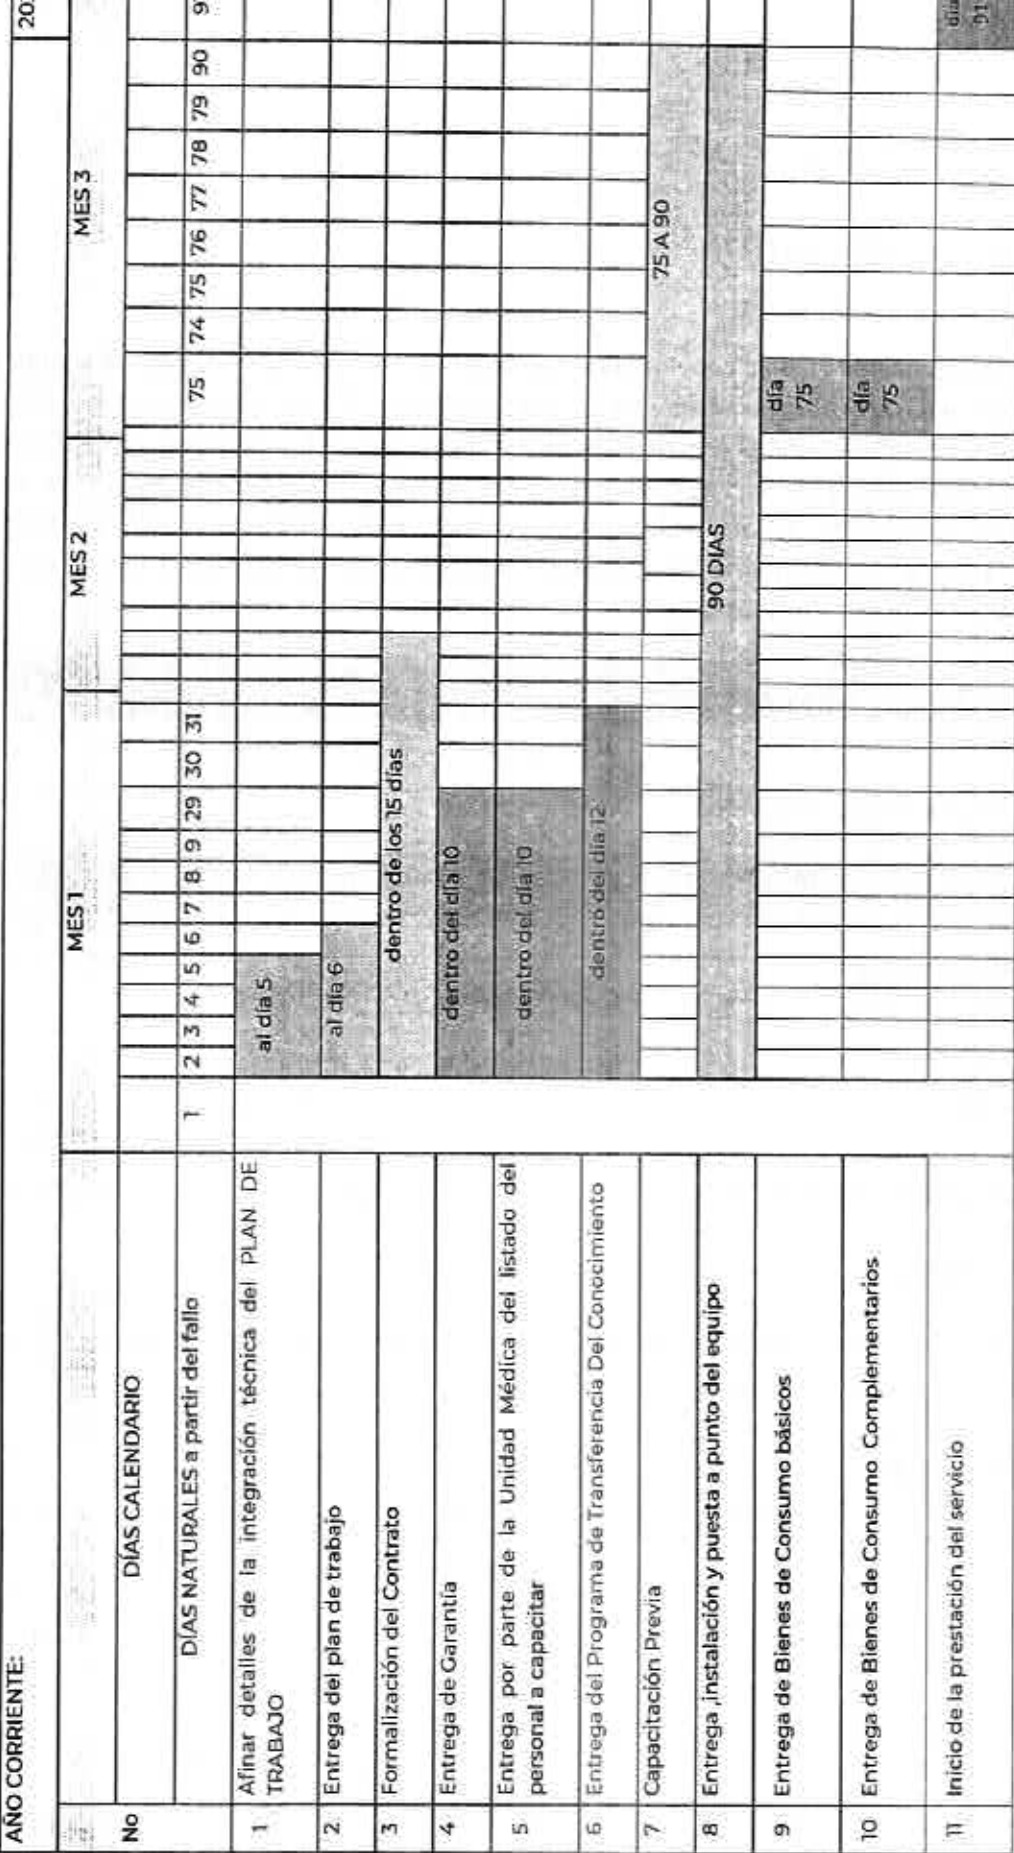 AÑO CORRIENTE:
MES 1 MES 2 MES 3
No DÍAS CALENDARIO
DÍAS NATURALES a partir del fallo 1 2 3 4 5 6 7 8 9 29 30 31 75 74 75 76 77 78 79 90
1 Afinar detalles de la integración técnica del PLAN DE
TRABAJO
al día 5
2 Entrega del plan de trabajo al día 6
3 Formalización del Contrato dentro de los 15 días
4 Entrega de Garantía dentro del día 10
5 Entrega por parte de la Unidad Médica del listado del
personal a capacitar
dentro del día 10
6 Entrega del Programa de Transferencia Del Conocimiento dentro del día 12
7 Capacitación Previa 75 A 90
8 Entrega ,instalación y puesta a punto del equipo 90 DIAS
9 Entrega de Bienes de Consumo básicos día
75
10 Entrega de Bienes de Consumo Complementarios día
75
11 Inicio de la prestación del servicio día
91